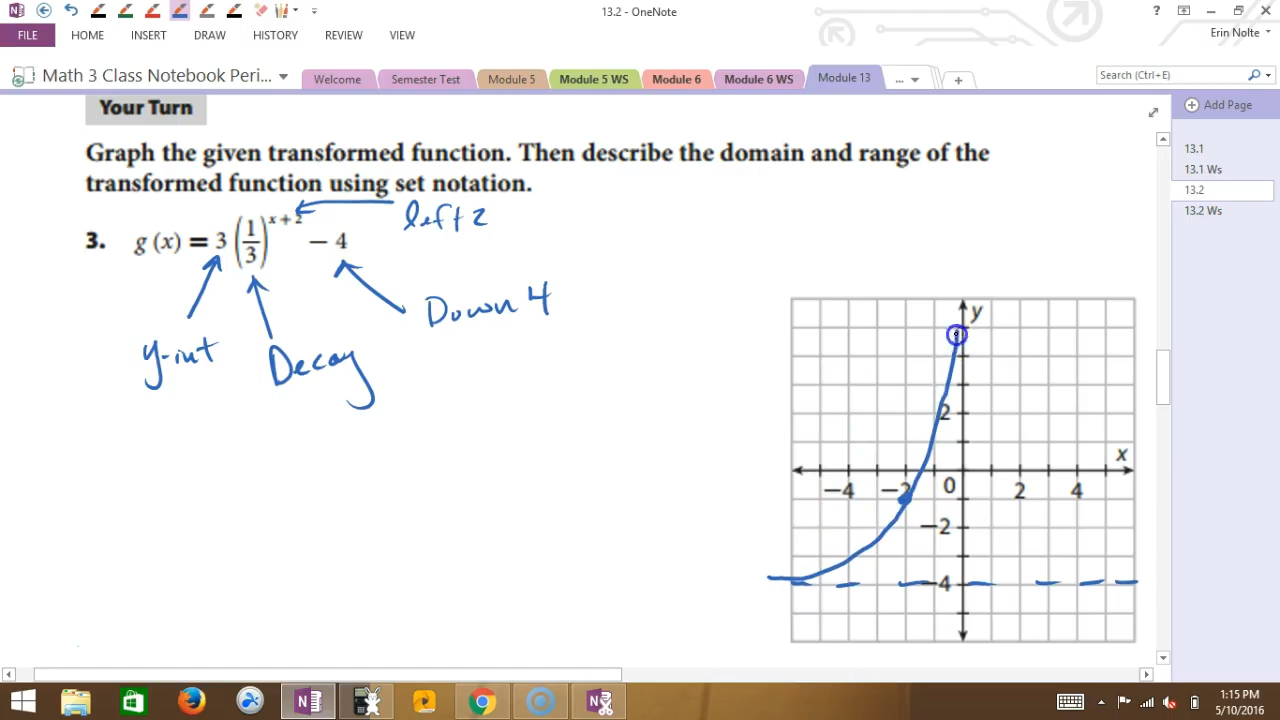 13.2 - OneNote
?
FILE HOME INSERT DRAW HISTORY REVIEW VIEW
Erin Nolte
Math 3 Class Notebook Peri...
Welcome
Semester Test
Module 5
Module 5 WS
Module 6
Module 6 WS
Module 13
...
+
Search (Ctrl+E)
Add Page
13.1
13.1 Ws
13.2
13.2 Ws
Your Turn
Graph the given transformed function. Then describe the domain and range of the
transformed function using set notation.
3. g (x) = 3 (1/3)^x + 2 − 4
left 2
Down 4
y-int
Decay
y
x
2
−4 −2 0 2 4
−2
−4
N
X
1:15 PM
5/10/2016